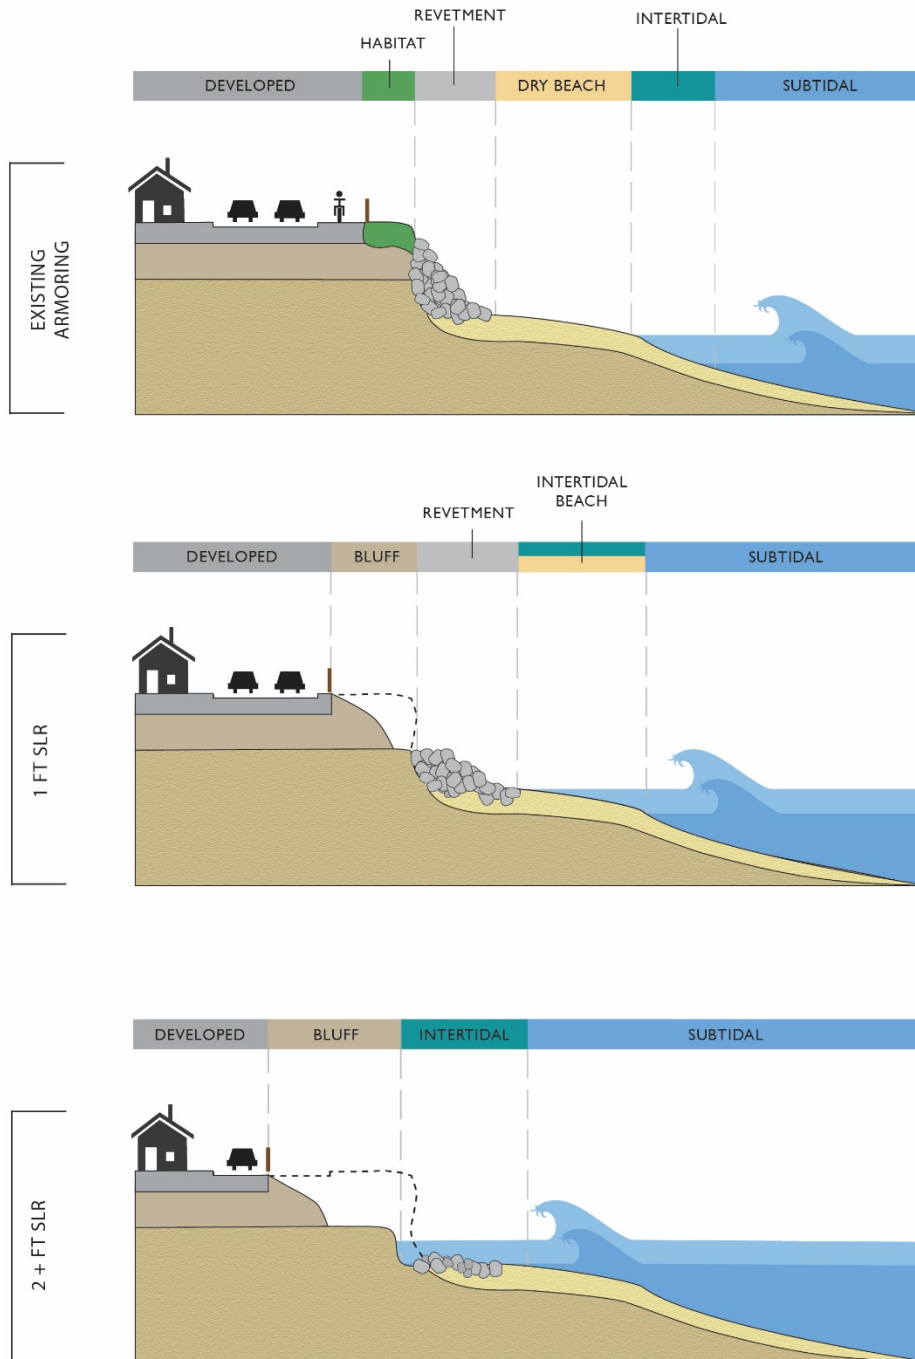 REVETMENT
INTERTIDAL
HABITAT
DEVELOPED
DRY BEACH
SUBTIDAL
EXISTING
ARMORING
INTERTIDAL
BEACH
REVETMENT
DEVELOPED
BLUFF
SUBTIDAL
1 FT SLR
DEVELOPED
BLUFF
INTERTIDAL
SUBTIDAL
2 + FT SLR